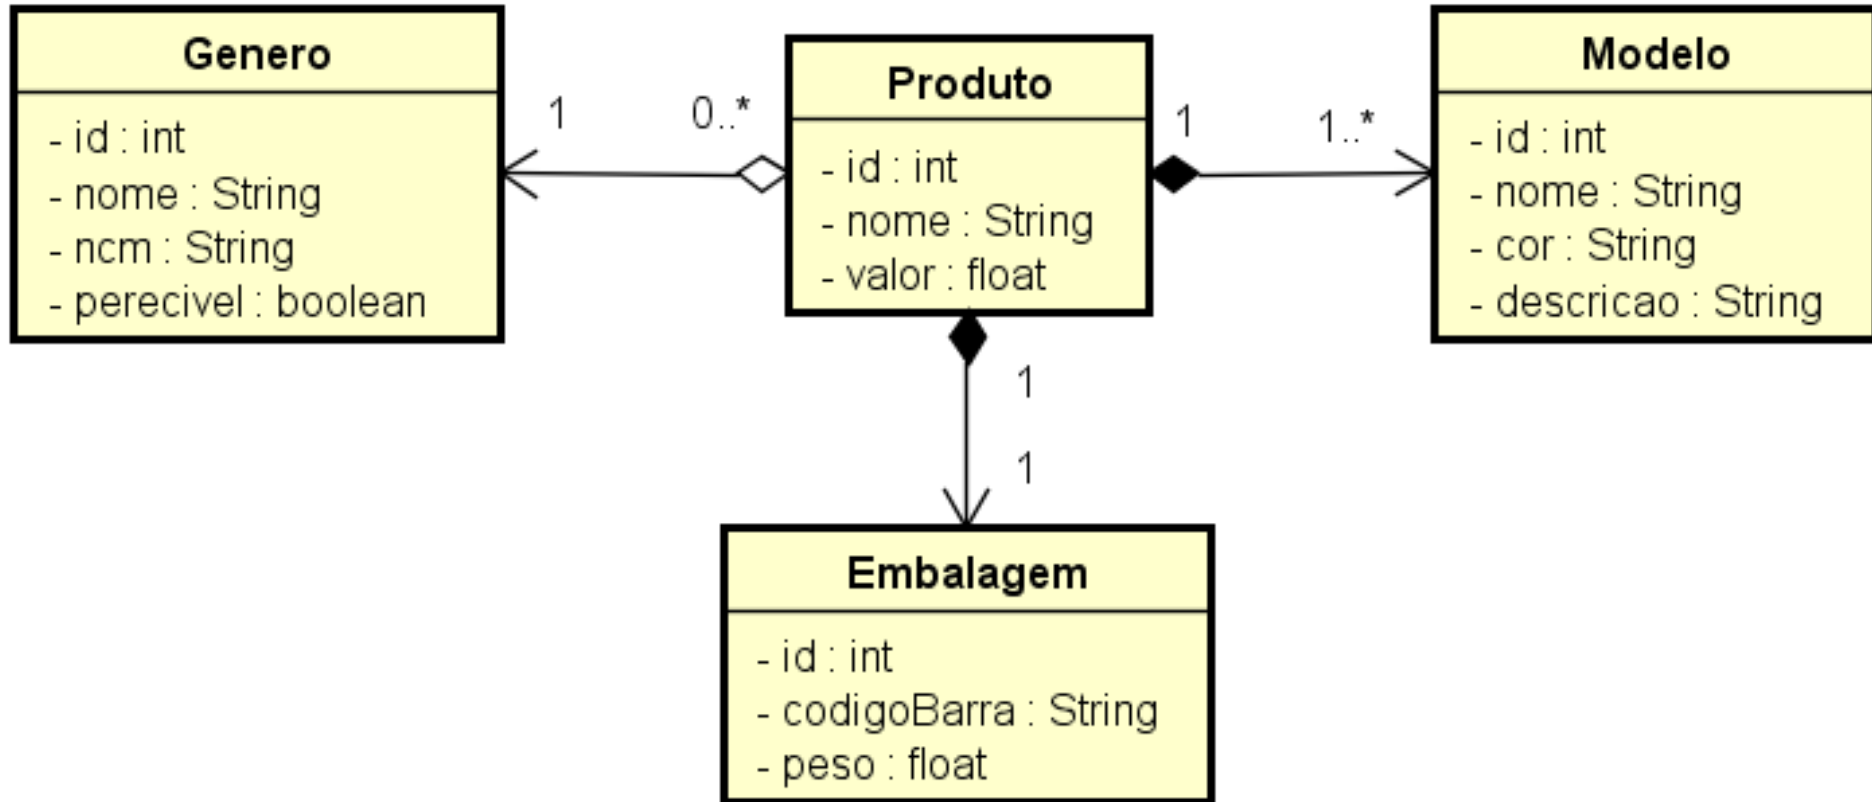 Genero
- id : int
- nome : String
- ncm : String
- perecivel : boolean
1
0..*
Produto
- id : int
- nome : String
- valor : float
1
1..*
Modelo
- id : int
- nome : String
- cor : String
- descricao : String
1
1
Embalagem
- id : int
- codigoBarra : String
- peso : float